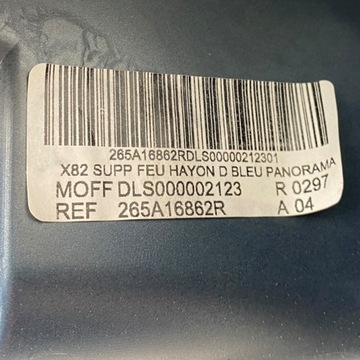 265A16862RDLS00000212301
X82 SUPP FEU HAYON D BLEU PANORAMA
MOFF DLS000002123 R 0297
REF 265A16862R A 04